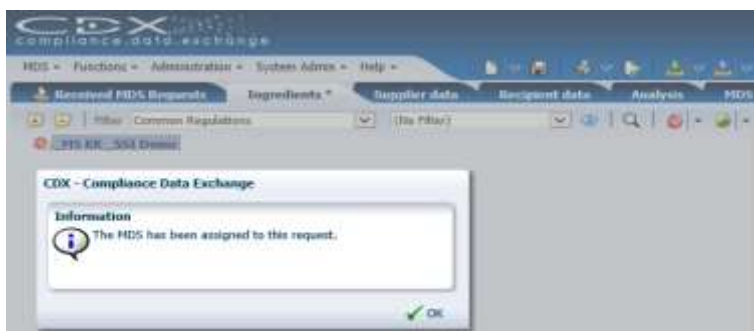 CDX
compliance.data.exchange
MDS Functions Administration System Admin Help
Received MDS Requests Ingredients * Supplier data Recipient data Analysis MDS
Filter Common Regulations (No Filter)
CDX - Compliance Data Exchange
Information
The MDS has been assigned to this request.
OK